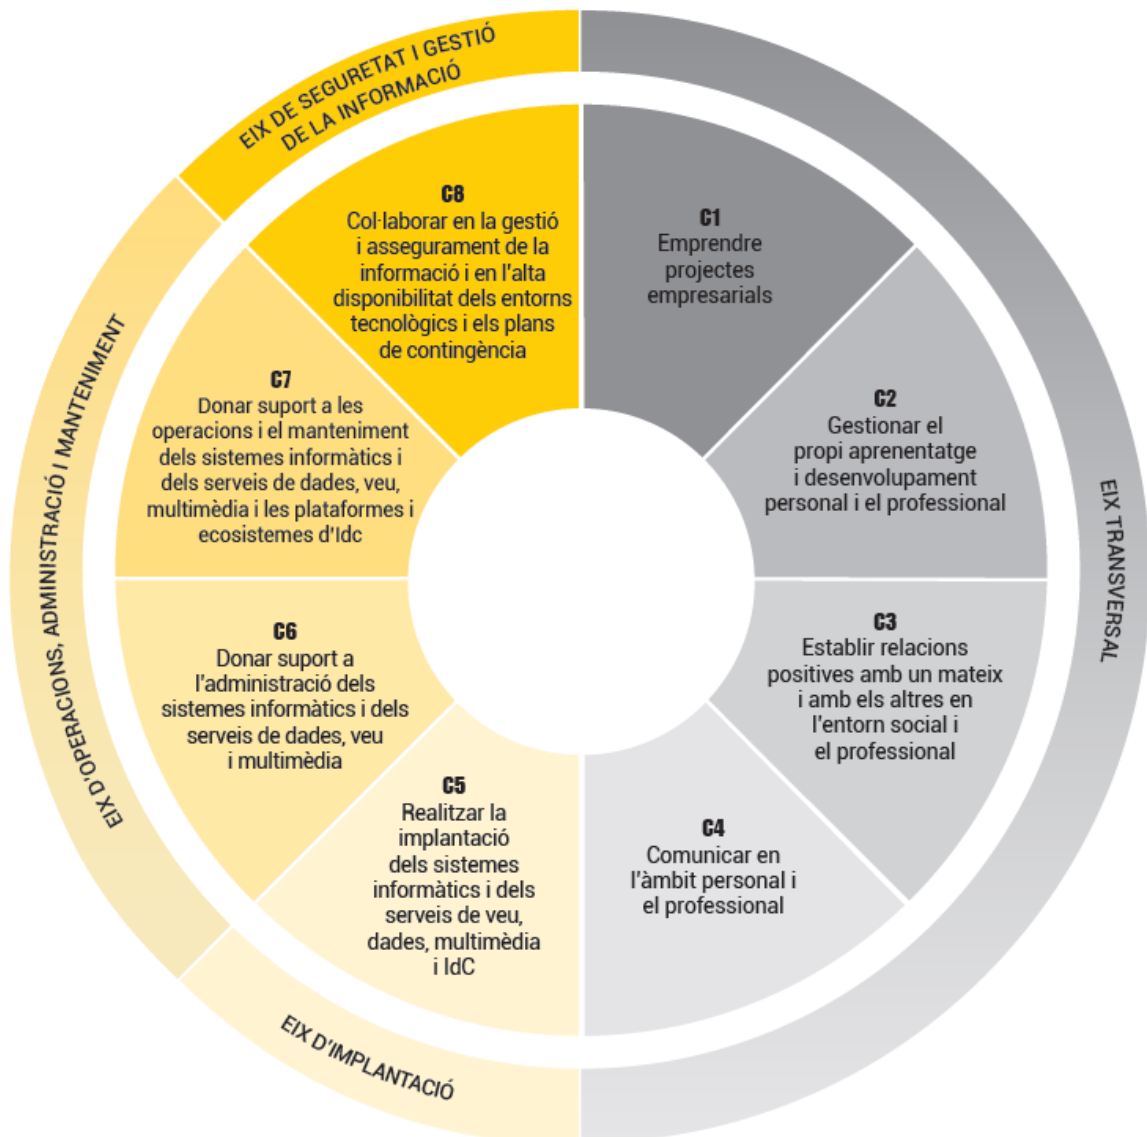 EIX DE SEGURETAT I GESTIÓ
DE LA INFORMACIÓ
C8
Col·laborar en la gestió
i assegurament de la
informació i en l'alta
disponibilitat dels entorns
tecnològics i els plans
de contingència
C1
Emprendre
projectes
empresarials
C2
Gestionar el
propi aprenentatge
i desenvolupament
personal i el professional
EIX TRANSVERSAL
C3
Establir relacions
positives amb un mateix
i amb els altres en
l'entorn social i
el professional
C4
Comunicar en
l'àmbit personal i
el professional
C5
Realitzar la
implantació
dels sistemes
informàtics i dels
serveis de veu,
dades, multimèdia
i IdC
EIX D'IMPLANTACIÓ
C6
Donar suport a
l'administració dels
sistemes informàtics i dels
serveis de dades, veu
i multimèdia
C7
Donar suport a les
operacions i el manteniment
dels sistemes informàtics i
dels serveis de dades, veu,
multimèdia i les plataformes i
ecosistemes d'Idc
EIX D'OPERACIONS, ADMINISTRACIÓ I MANTENIMENT